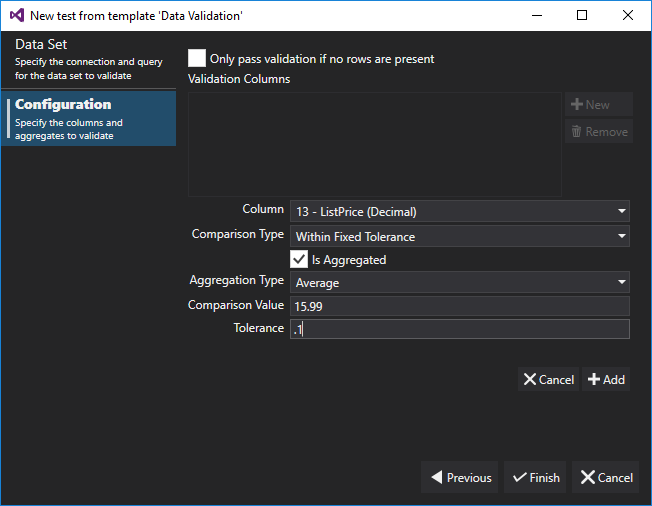 New test from template 'Data Validation'
Data Set
Specify the connection and query
for the data set to validate
Configuration
Specify the columns and
aggregates to validate
Only pass validation if no rows are present
Validation Columns
New
Remove
Column
13 - ListPrice (Decimal)
Comparison Type
Within Fixed Tolerance
Is Aggregated
Aggregation Type
Average
Comparison Value
15.99
Tolerance
.1
Cancel
Add
Previous
Finish
Cancel